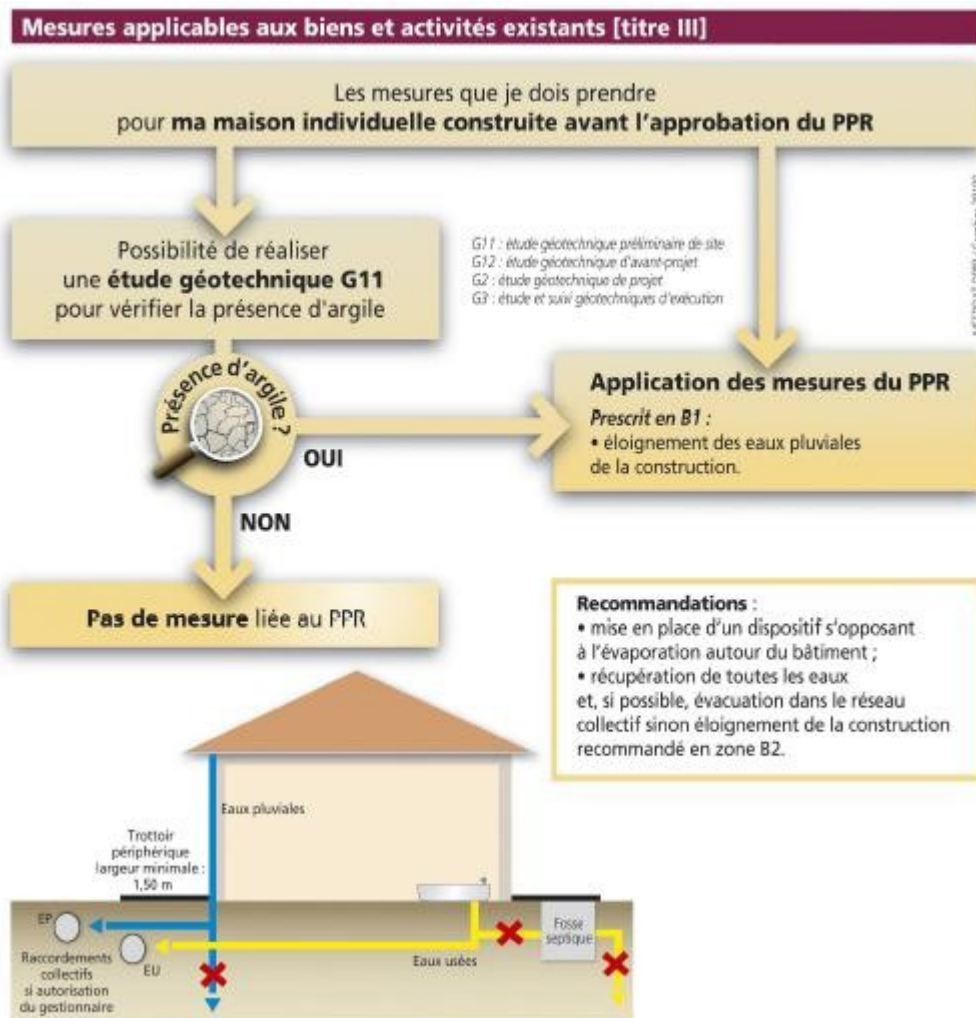 Mesures applicables aux biens et activités existants [titre III]
Les mesures que je dois prendre
pour ma maison individuelle construite avant l'approbation du PPR
Possibilité de réaliser
une étude géotechnique G11
pour vérifier la présence d'argile
G11 : étude géotechnique préliminaire de site
G12 : étude géotechnique d'avant-projet
G2 : étude géotechnique de projet
G3 : étude et suivi géotechniques d'exécution
Présence d'argile ?
OUI
NON
Application des mesures du PPR
Prescrit en B1 :
• éloignement des eaux pluviales
de la construction.
Pas de mesure liée au PPR
Recommandations :
• mise en place d'un dispositif s'opposant
à l'évaporation autour du bâtiment ;
• récupération de toutes les eaux
et, si possible, évacuation dans le réseau
collectif sinon éloignement de la construction
recommandé en zone B2.
Eaux pluviales
Trottoir
périphérique
largeur minimale :
1,50 m
EP
EU
Raccordements
collectifs
si autorisation
du gestionnaire
Eaux usées
Fosse
septique